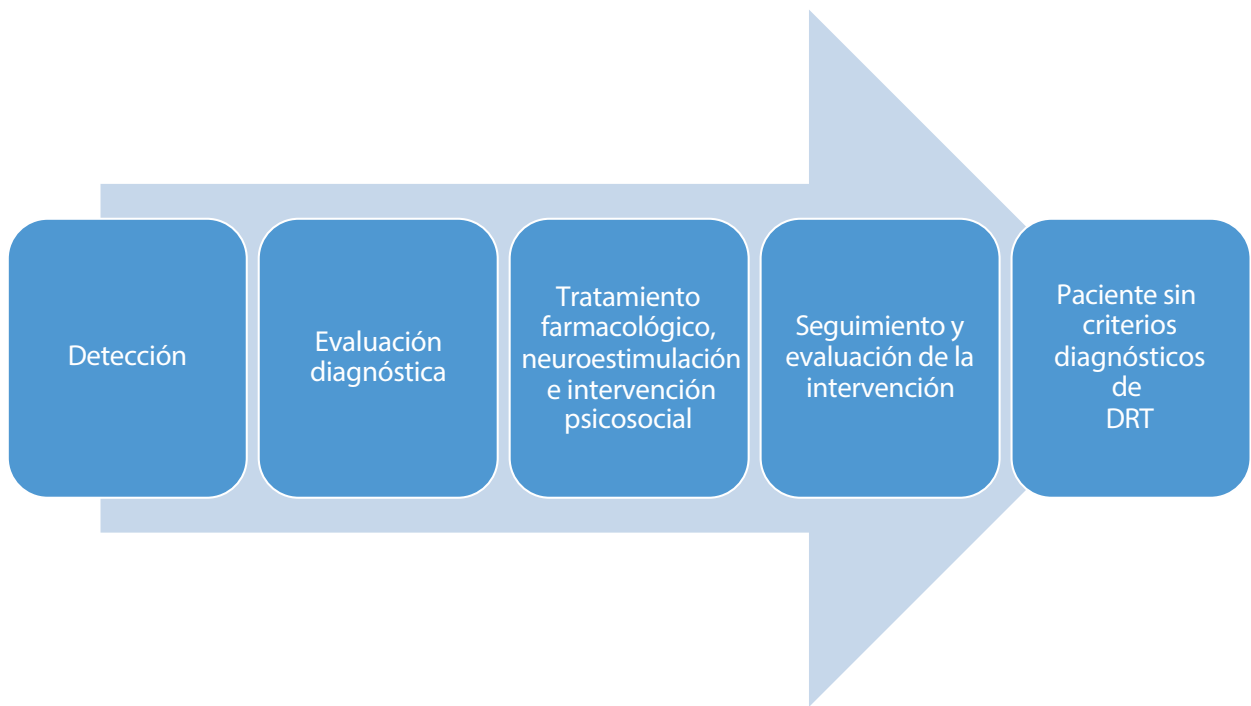 Detección
Evaluación
diagnóstica
Tratamiento
farmacológico,
neuroestimulación
e intervención
psicosocial
Seguimiento y
evaluación de la
intervención
Paciente sin
criterios
diagnósticos
de
DRT